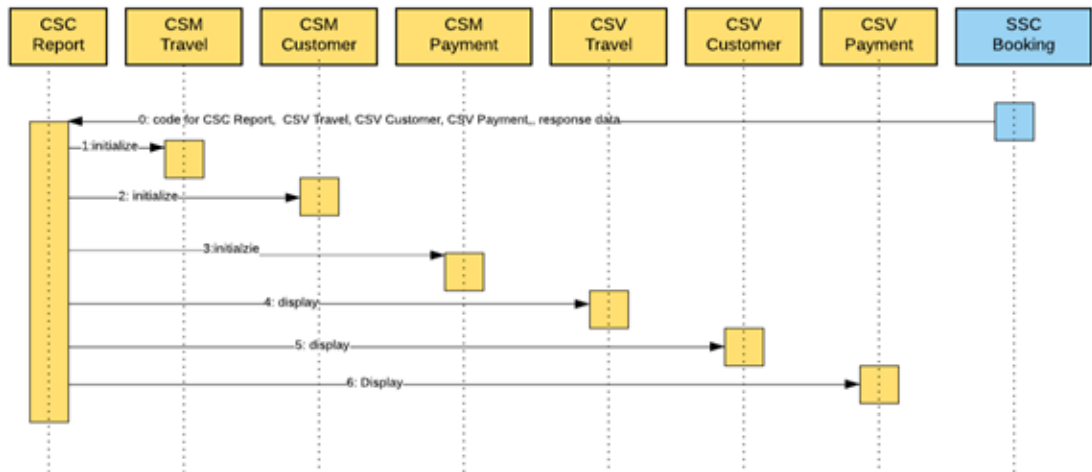 CSC
Report
CSM
Travel
CSM
Customer
CSM
Payment
CSV
Travel
CSV
Customer
CSV
Payment
SSC
Booking
0: code for CSC Report, CSV Travel, CSV Customer, CSV Payment,, response data
1:initialize
2: initialize
3:initialzie
4: display
5: display
6: Display